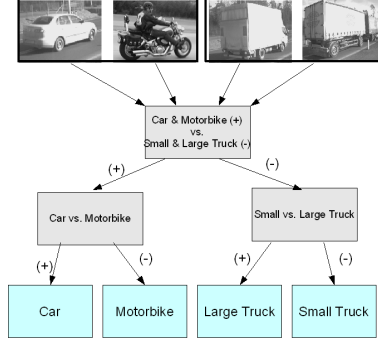 Car & Motorbike (+)
vs.
Small & Large Truck (-)
(+)
(-)
Car vs. Motorbike
Small vs. Large Truck
(+)
(-)
(+)
(-)
Car
Motorbike
Large Truck
Small Truck